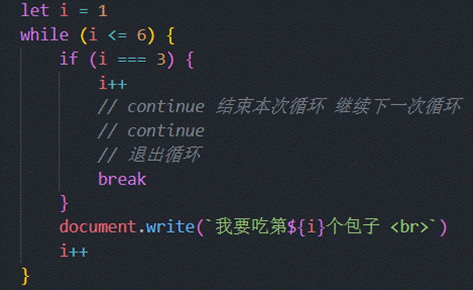 let i = 1
while (i <= 6) {
if (i === 3) {
i++
// continue 结束本次循环 继续下一次循环
// continue
// 退出循环
break
}
document.write(`我要吃第${i}个包子 <br>`)
i++
}